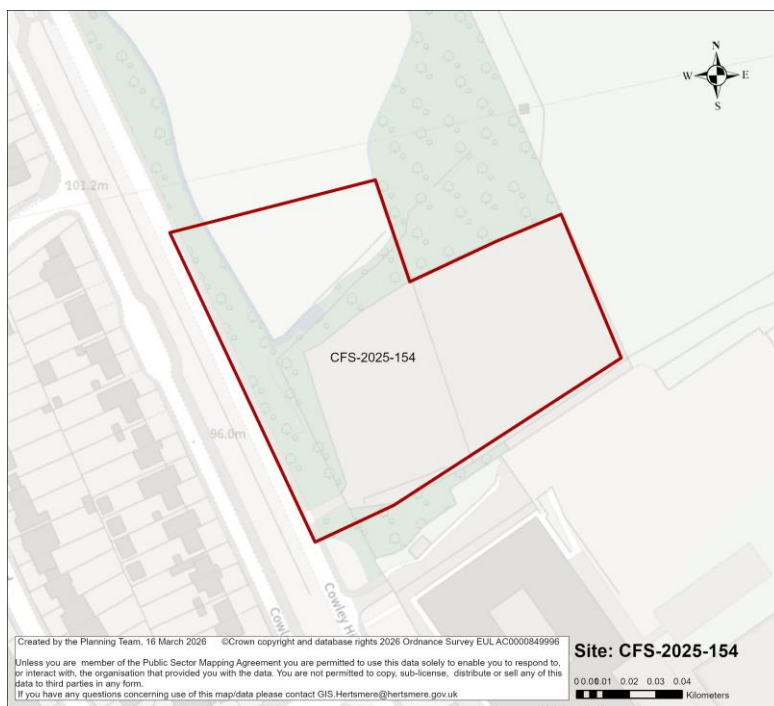 N
W E
S
101.2m
CFS-2025-154
96.0m
Cowley H
Cowl
Created by the Planning Team, 16 March 2026 ©Crown copyright and database rights 2026 Ordnance Survey EUL AC0000849996
Unless you are member of the Public Sector Mapping Agreement you are permitted to use this data solely to enable you to respond to,
or interact with, the organisation that provided you with the data. You are not permitted to copy, sub-license, distribute or sell any of this
data to third parties in any form.
If you have any questions concerning use of this map/data please contact GIS.Hertsmere@hertsmere.gov.uk
Site: CFS-2025-154
0 0.01 0.02 0.03 0.04
Kilometers